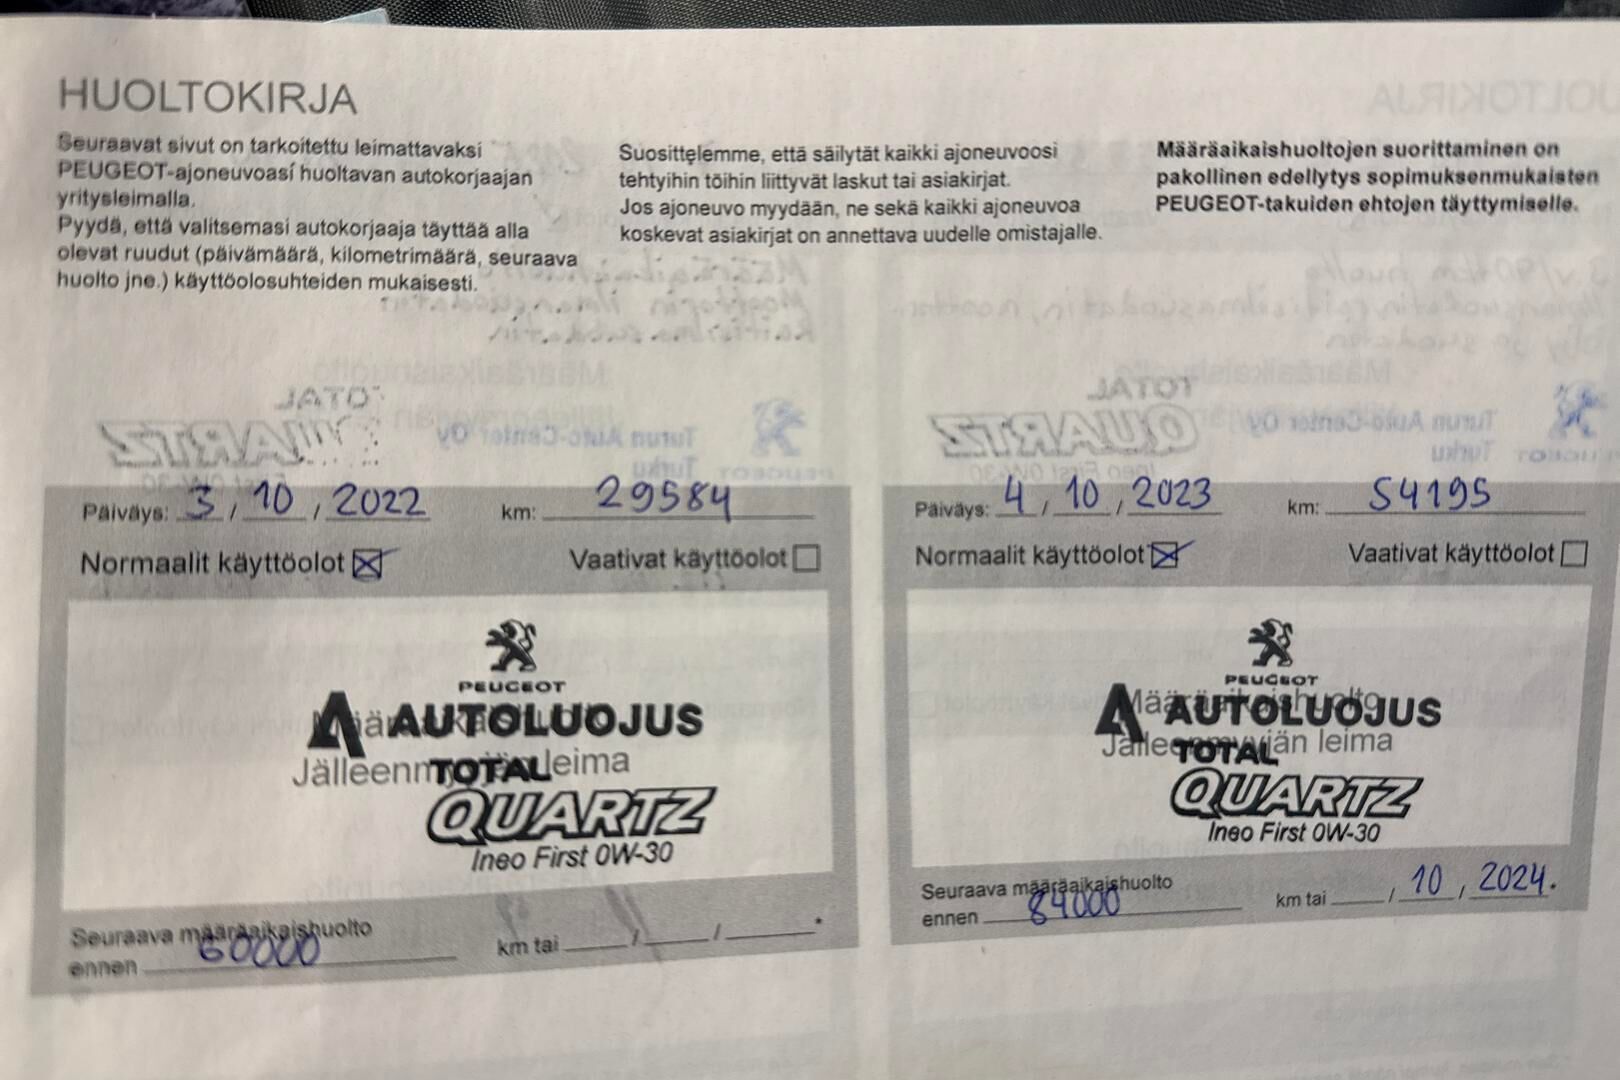 HUOLTOKIRJA
Seuraavat sivut on tarkoitettu leimattavaksi
PEUGEOT-ajoneuvoasi huoltavan autokorjaajan
yritysleimalla.
Pyydä, että valitsemasi autokorjaaja täyttää alla
olevat ruudut (päivämäärä, kilometrimäärä, seuraava
huolto jne.) käyttöolosuhteiden mukaisesti.
Suosittelemme, että säilytät kaikki ajoneuvoosi
tehtyihin töihin liittyvät laskut tai asiakirjat.
Jos ajoneuvo myydään, ne sekä kaikki ajoneuvoa
koskevat asiakirjat on annettava uudelle omistajalle.
Määräaikaishuoltojen suorittaminen on
pakollinen edellytys sopimuksenmukaisten
PEUGEOT-takuiden ehtojen täyttymiselle.
Päiväys: 3 / 10 / 2022 km: 29584
Normaalit käyttöolot Vaativat käyttöolot
PEUGEOT
AUTOLUOJUS
Jälleenmyyjän leima
TOTAL
QUARTZ
Ineo First 0W-30
Seuraava määräaikaishuolto
ennen 60000 km tai / / .
Päiväys: 4 / 10 / 2023 km: 54195
Normaalit käyttöolot Vaativat käyttöolot
PEUGEOT
Määräaikaishuolto
AUTOLUOJUS
Jälleenmyyjän leima
TOTAL
QUARTZ
Ineo First 0W-30
Seuraava määräaikaishuolto
ennen 84000 km tai / 10 / 2024.